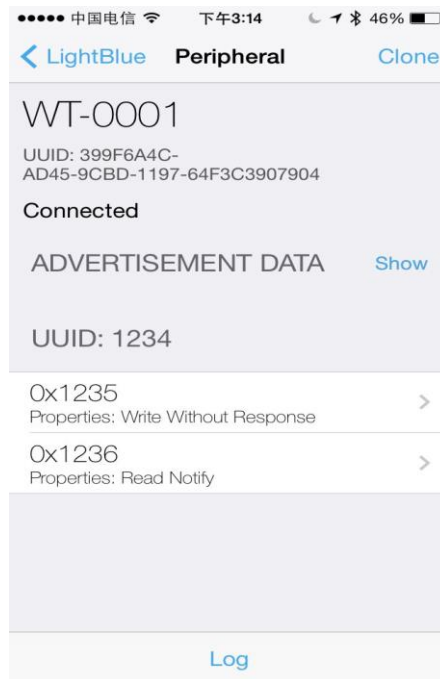 中国电信 下午3:14 46%
LightBlue Peripheral Clone
WT-0001
UUID: 399F6A4C-
AD45-9CBD-1197-64F3C3907904
Connected
ADVERTISEMENT DATA Show
UUID: 1234
0x1235
Properties: Write Without Response
0x1236
Properties: Read Notify
Log